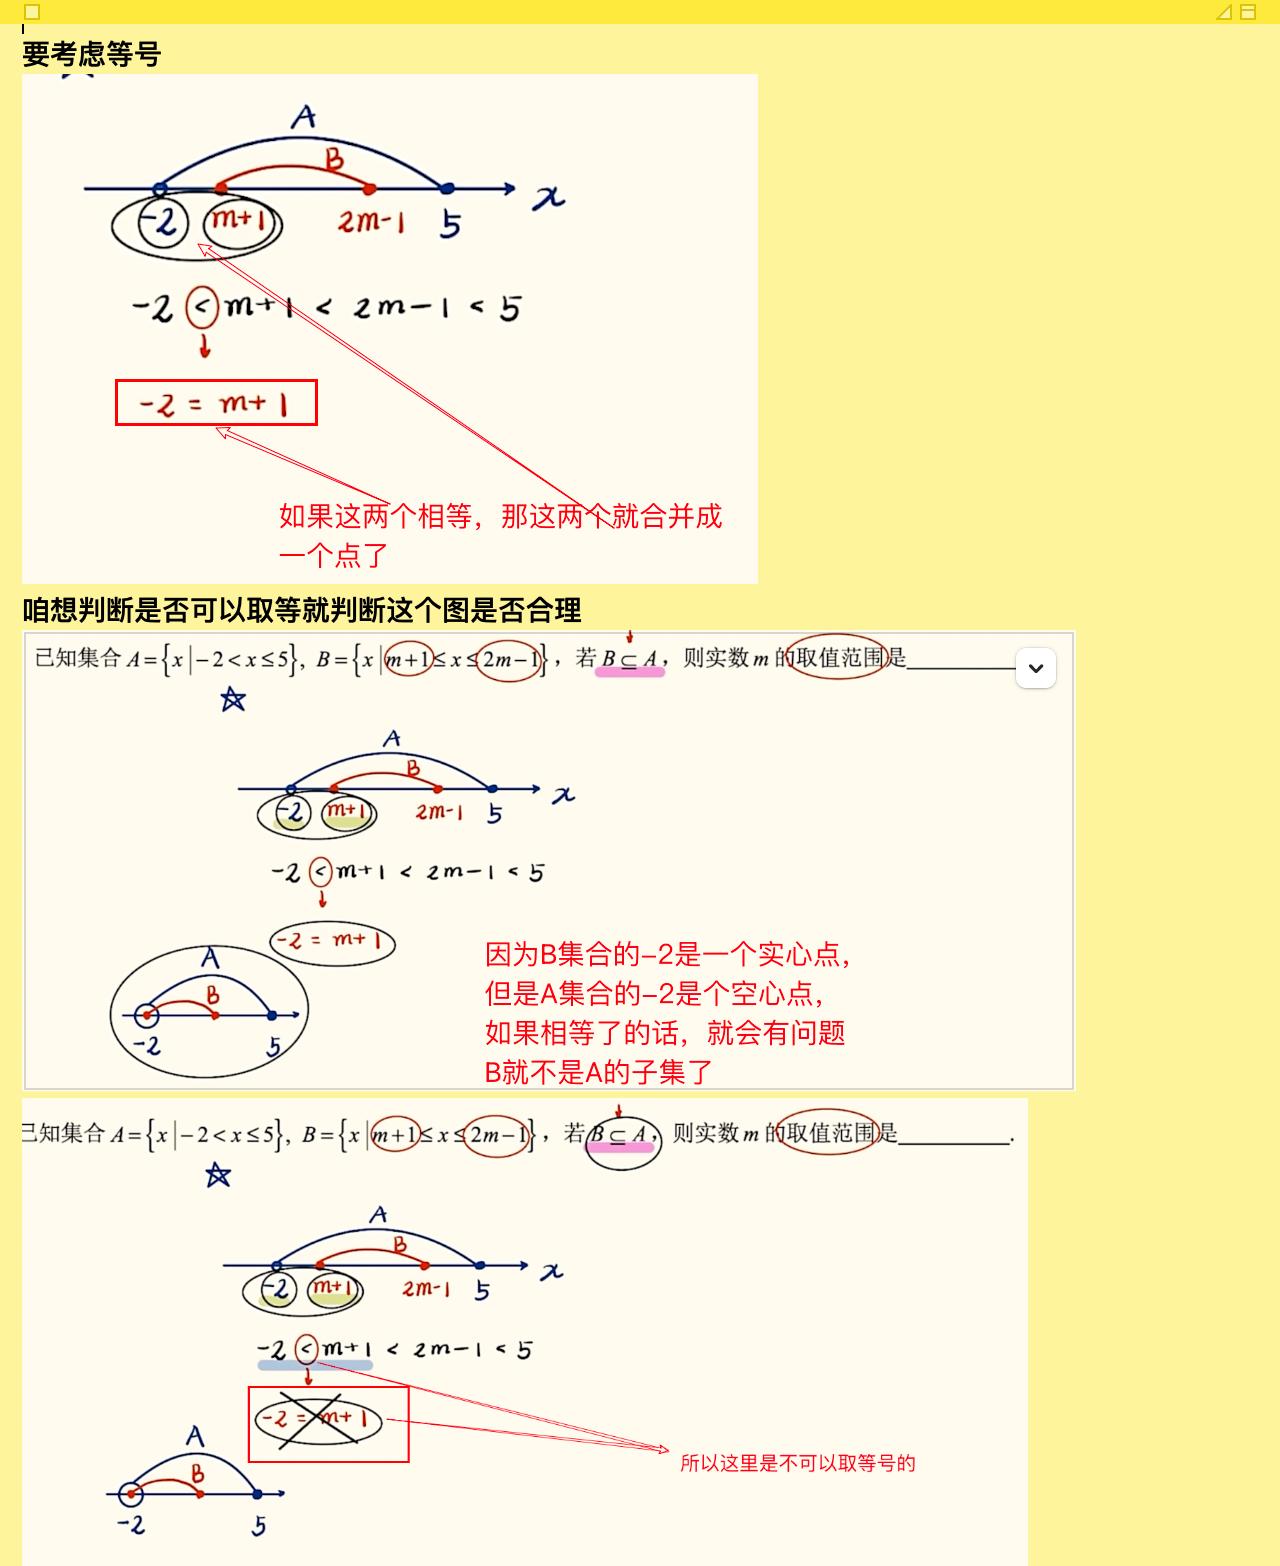 要考虑等号
A
B
x
-2 m+1 2m-1 5
-2 < m+1 < 2m-1 < 5
-2 = m+1
如果这两个相等，那这两个就合并成
一个点了
咱想判断是否可以取等就判断这个图是否合理
已知集合 A={x|-2<x≤5}, B={x|m+1≤x≤2m-1}，若 B⊆A，则实数 m 的取值范围是__________
A
B
x
-2 m+1 2m-1 5
-2 < m+1 < 2m-1 < 5
-2 = m+1
A
B
-2 5
因为B集合的-2是一个实心点，
但是A集合的-2是个空心点，
如果相等了的话，就会有问题
B就不是A的子集了
已知集合 A={x|-2<x≤5}, B={x|m+1≤x≤2m-1}，若 B⊆A，则实数 m 的取值范围是__________.
A
B
x
-2 m+1 2m-1 5
-2 < m+1 < 2m-1 < 5
-2 = m+1
所以这里是不可以取等号的
A
B
-2 5